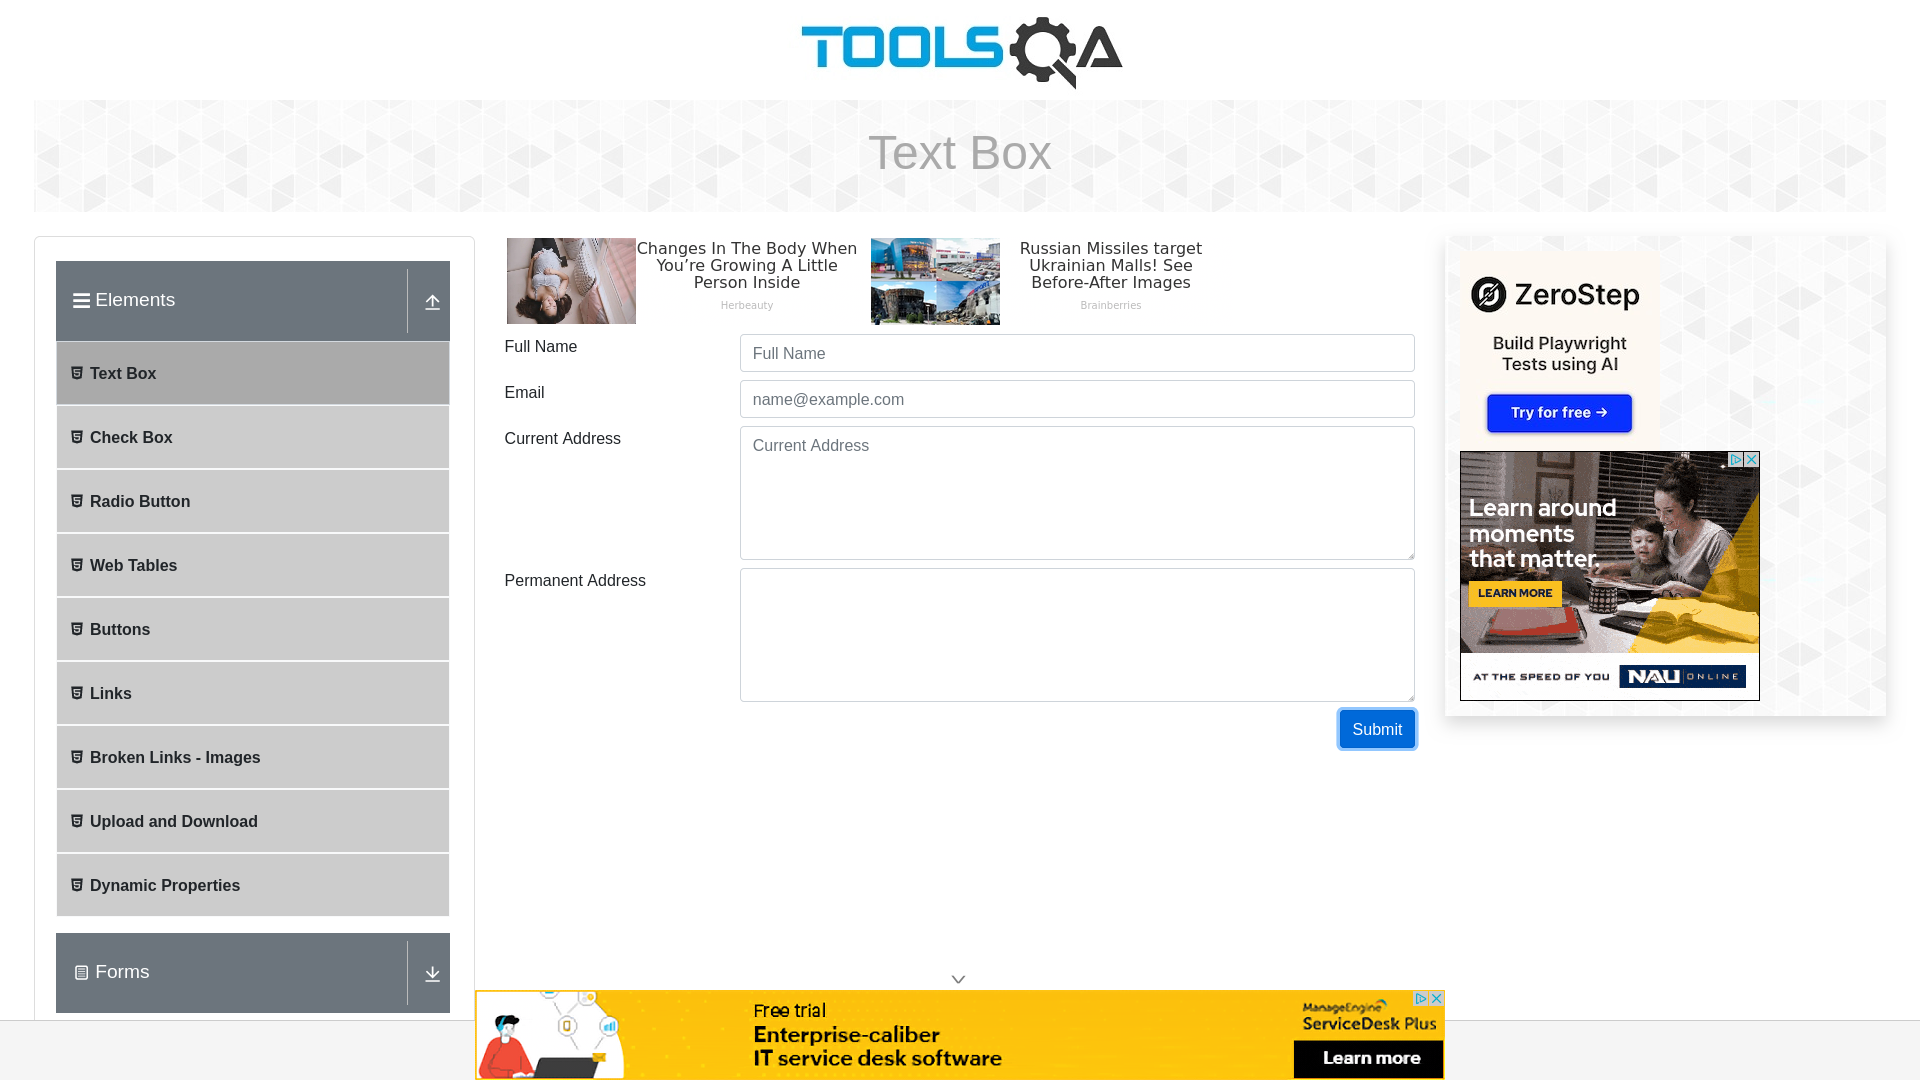 TOOLSQA
Text Box
Elements
Text Box
Check Box
Radio Button
Web Tables
Buttons
Links
Broken Links - Images
Upload and Download
Dynamic Properties
Forms
Changes In The Body When
You’re Growing A Little
Person Inside
Herbeauty
Russian Missiles target
Ukrainian Malls! See
Before-After Images
Brainberries
Full Name
Full Name
Email
name@example.com
Current Address
Current Address
Permanent Address
Submit
ZeroStep
Build Playwright
Tests using AI
Try for free →
Learn around
moments
that matter.
LEARN MORE
AT THE SPEED OF YOU
NAU ONLINE
Free trial
Enterprise-caliber
IT service desk software
ManageEngine
ServiceDesk Plus
Learn more